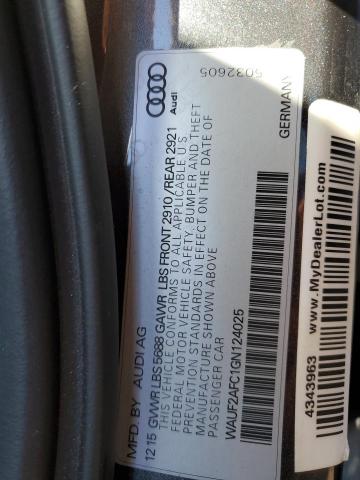 MFD. BY AUDI AG
12 15 GVWR LBS 5688 GAWR LBS FRONT 2910 / REAR 2921
THIS VEHICLE CONFORMS TO ALL APPLICABLE U.S.
FEDERAL MOTOR VEHICLE SAFETY, BUMPER AND THEFT
PREVENTION STANDARDS IN EFFECT ON THE DATE OF
MANUFACTURE SHOWN ABOVE
PASSENGER CAR
WAUF2AFC1GN124025
GERMANY
Audi
5032605
www.MyDealerLot.com
4343963